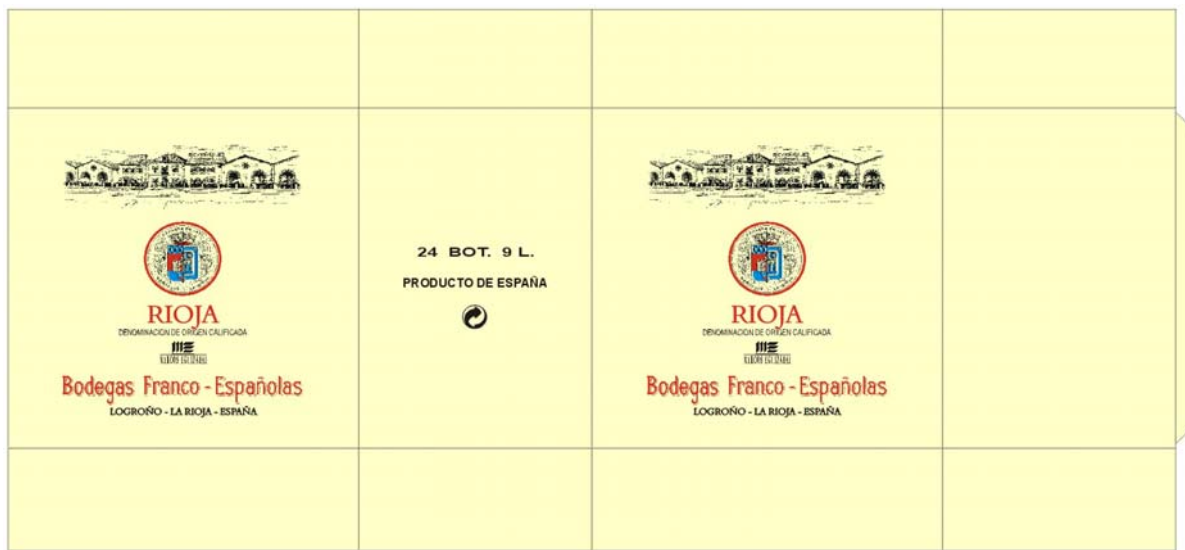 RIOJA
DENOMINACION DE ORIGEN CALIFICADA
Bodegas Franco - Españolas
LOGROÑO - LA RIOJA - ESPAÑA
24 BOT. 9 L.
PRODUCTO DE ESPAÑA
RIOJA
DENOMINACION DE ORIGEN CALIFICADA
Bodegas Franco - Españolas
LOGROÑO - LA RIOJA - ESPAÑA